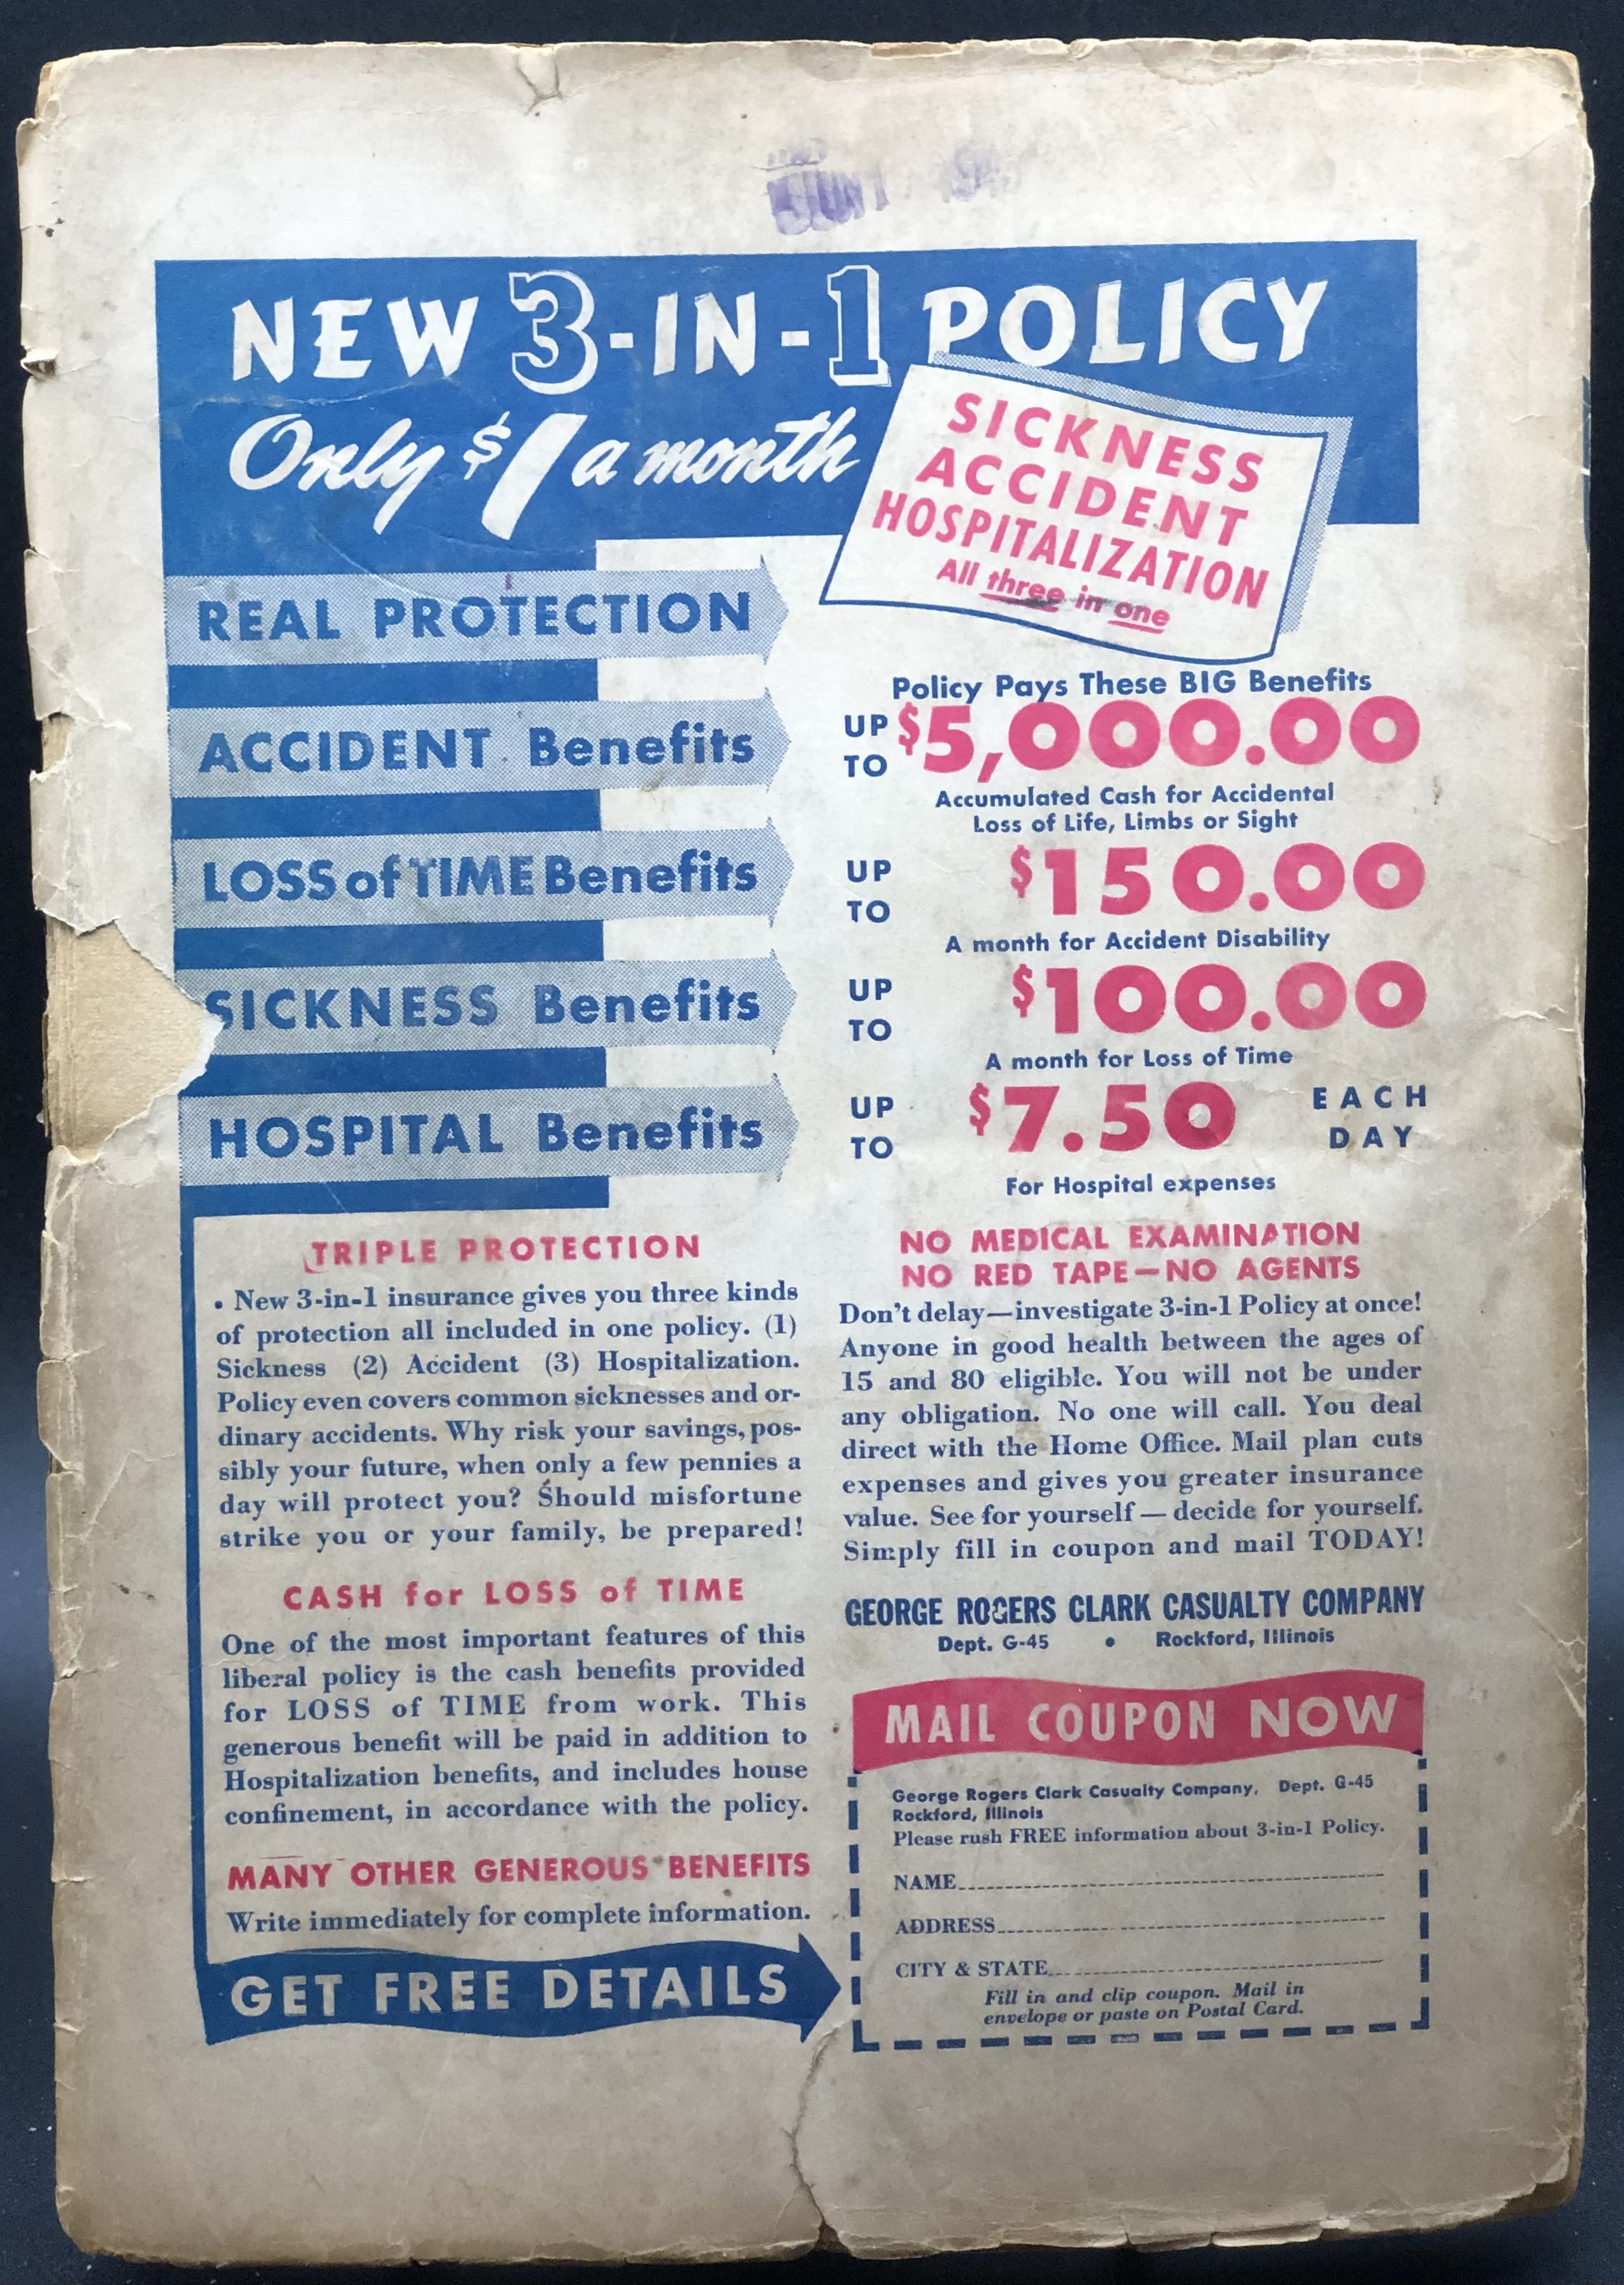 JUN
NEW 3-IN-1 POLICY
Only $1 a month
SICKNESS
ACCIDENT
HOSPITALIZATION
All three in one
REAL PROTECTION
ACCIDENT Benefits
LOSS of TIME Benefits
SICKNESS Benefits
HOSPITAL Benefits
Policy Pays These BIG Benefits
UP TO $5,000.00
Accumulated Cash for Accidental
Loss of Life, Limbs or Sight
UP TO $150.00
A month for Accident Disability
UP TO $100.00
A month for Loss of Time
UP TO $7.50 EACH DAY
For Hospital expenses
TRIPLE PROTECTION
• New 3-in-1 insurance gives you three kinds
of protection all included in one policy. (1)
Sickness (2) Accident (3) Hospitalization.
Policy even covers common sicknesses and or-
dinary accidents. Why risk your savings, pos-
sibly your future, when only a few pennies a
day will protect you? Should misfortune
strike you or your family, be prepared!
CASH for LOSS of TIME
One of the most important features of this
liberal policy is the cash benefits provided
for LOSS of TIME from work. This
generous benefit will be paid in addition to
Hospitalization benefits, and includes house
confinement, in accordance with the policy.
MANY OTHER GENEROUS BENEFITS
Write immediately for complete information.
GET FREE DETAILS
NO MEDICAL EXAMINATION
NO RED TAPE—NO AGENTS
Don't delay—investigate 3-in-1 Policy at once!
Anyone in good health between the ages of
15 and 80 eligible. You will not be under
any obligation. No one will call. You deal
direct with the Home Office. Mail plan cuts
expenses and gives you greater insurance
value. See for yourself — decide for yourself.
Simply fill in coupon and mail TODAY!
GEORGE ROGERS CLARK CASUALTY COMPANY
Dept. G-45 • Rockford, Illinois
MAIL COUPON NOW
George Rogers Clark Casualty Company, Dept. G-45
Rockford, Illinois
Please rush FREE information about 3-in-1 Policy.
NAME
ADDRESS
CITY & STATE
Fill in and clip coupon. Mail in
envelope or paste on Postal Card.